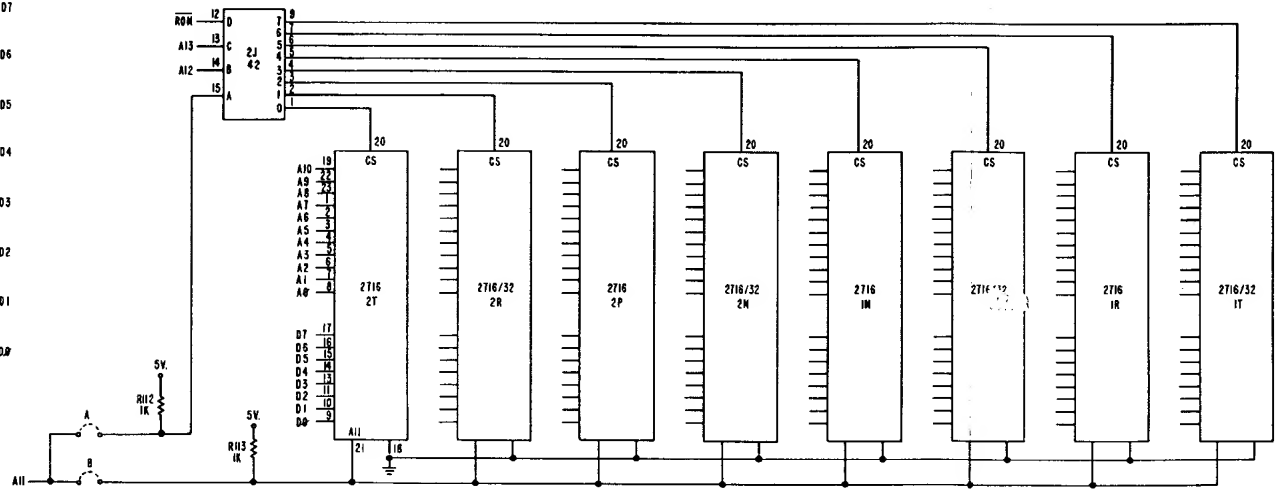 D7
D6
D5
D4
D3
D2
D1
D0
ROM 12 D
A13 13 C
A12 14 B
15 A
2J
42
T 9
6 7
5 6
4 5
3 4
2 3
1 2
0 1
20 20 20 20 20 20 20 20
CS CS CS CS CS CS CS CS
A10 19
A9 22
A8 23
A7 1
A6 2
A5 3
A4 4
A3 5
A2 6
A1 7
A0 8
2716 2716/32 2716 2716/32 2716 2716 2716/32
2T 2R 2P 2M 1M 1R 1T
D7 17
D6 16
D5 15
D4 14
D3 13
D2 11
D1 10
D0 9
A11
21 18
5V.
R112
1K
A
5V.
R113
1K
B
A11